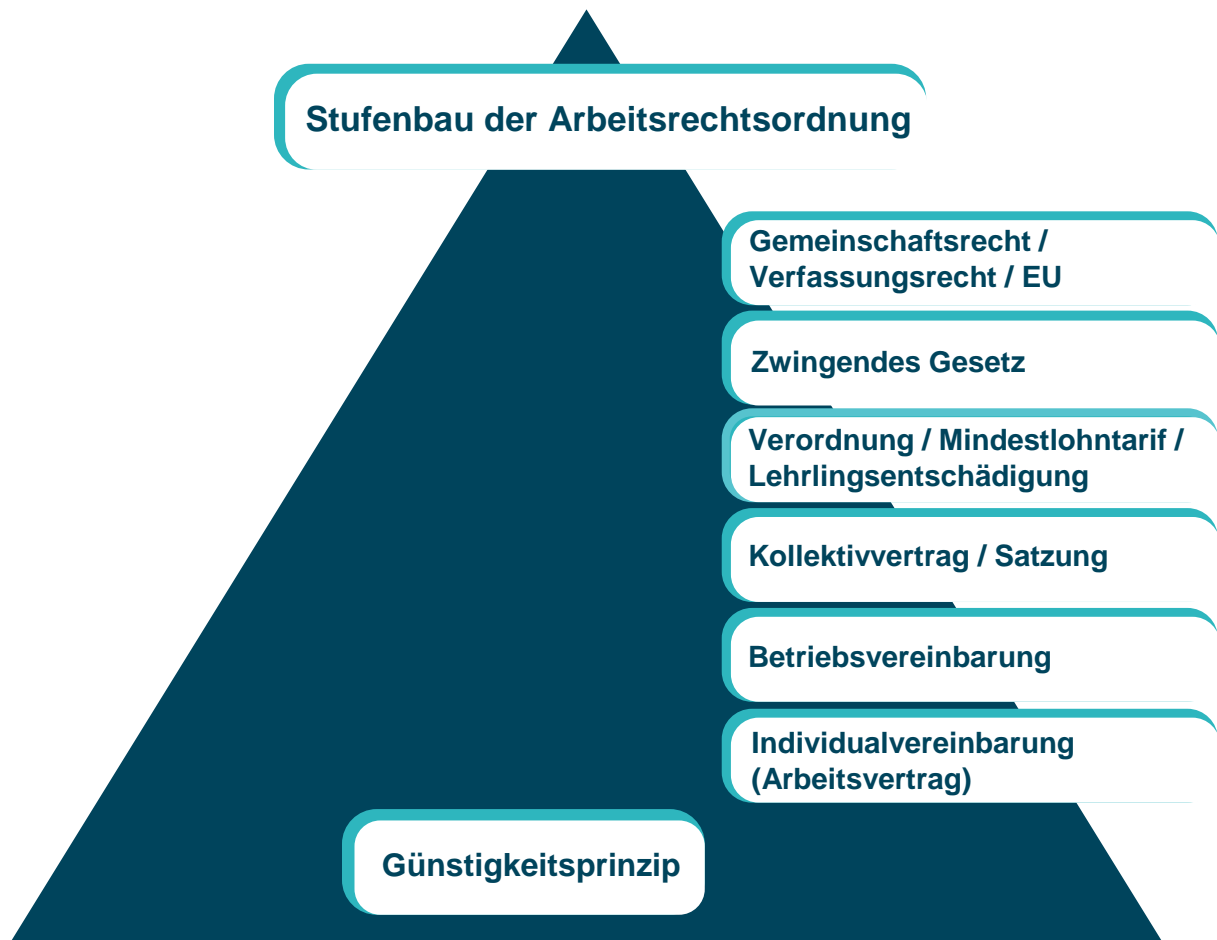 Stufenbau der Arbeitsrechtsordnung
Gemeinschaftsrecht /
Verfassungsrecht / EU
Zwingendes Gesetz
Verordnung / Mindestlohntarif /
Lehrlingsentschädigung
Kollektivvertrag / Satzung
Betriebsvereinbarung
Individualvereinbarung
(Arbeitsvertrag)
Günstigkeitsprinzip